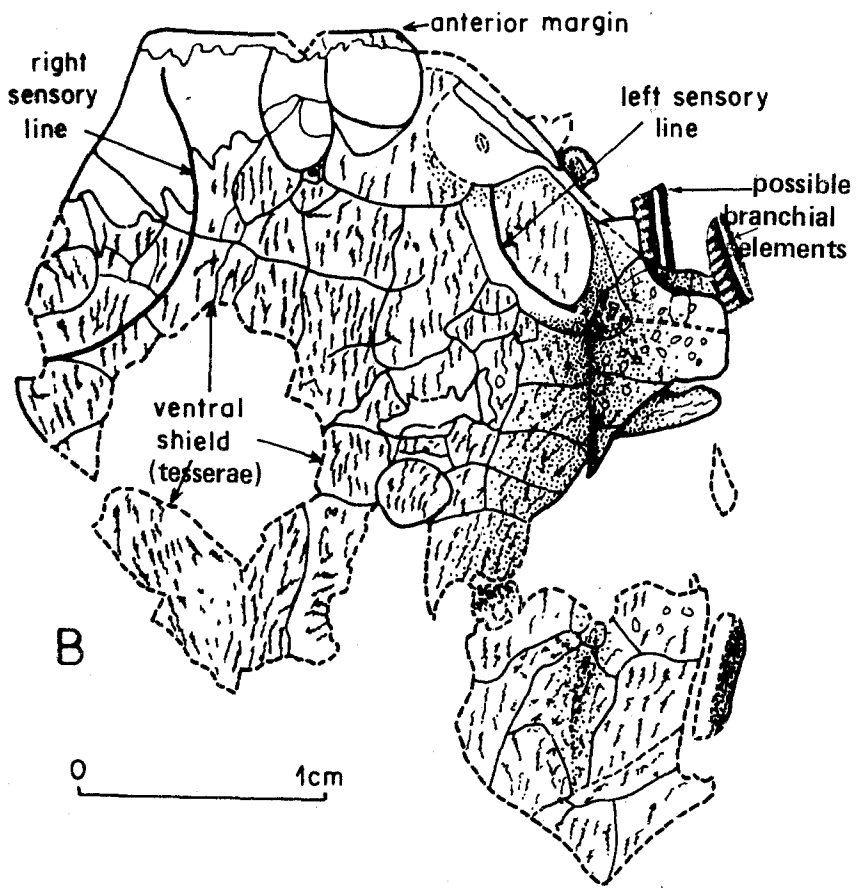 anterior margin
right
sensory
line
left sensory
line
possible
branchial
elements
ventral
shield
(tesserae)
B
0
1cm